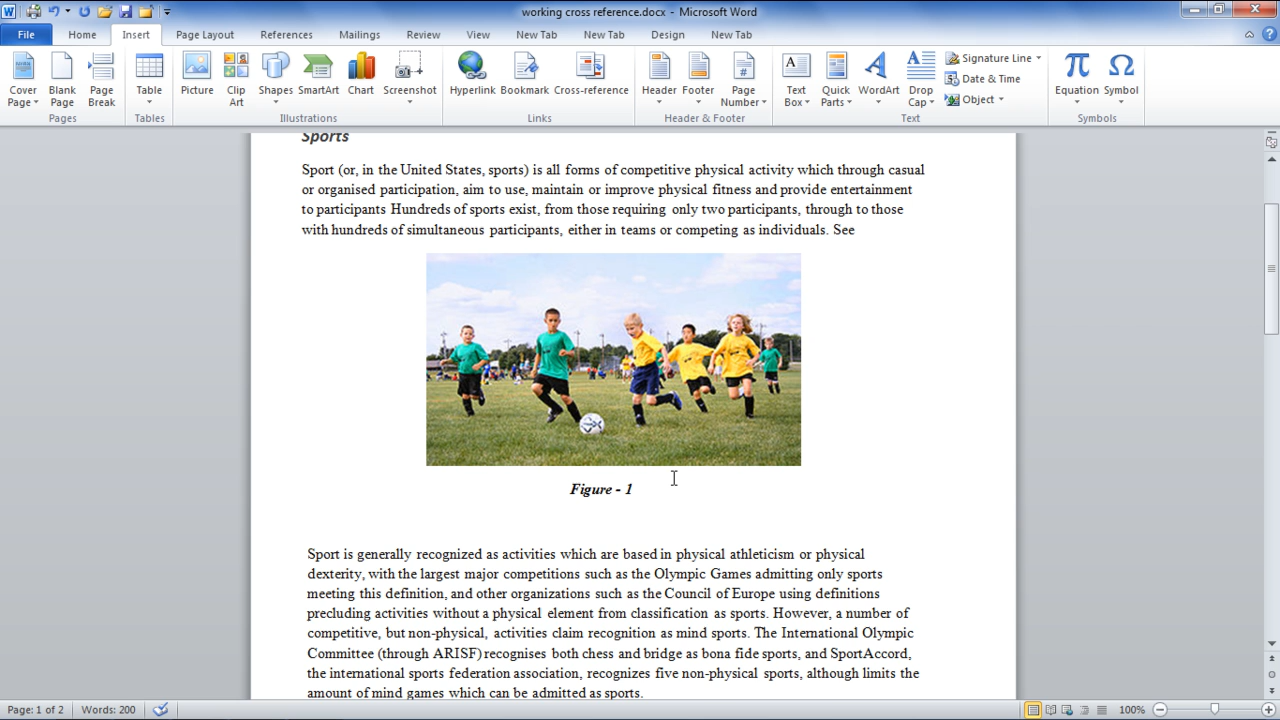 working cross reference.docx - Microsoft Word
File Home Insert Page Layout References Mailings Review View New Tab New Tab Design New Tab
Cover Page
Blank Page
Page Break
Table
Picture
Clip Art
Shapes
SmartArt
Chart
Screenshot
Hyperlink
Bookmark
Cross-reference
Header
Footer
Page Number
Text Box
Quick Parts
WordArt
Drop Cap
Signature Line
Date & Time
Object
Equation
Symbol
Pages Tables Illustrations Links Header & Footer Text Symbols
Sports
Sport (or, in the United States, sports) is all forms of competitive physical activity which through casual
or organised participation, aim to use, maintain or improve physical fitness and provide entertainment
to participants Hundreds of sports exist, from those requiring only two participants, through to those
with hundreds of simultaneous participants, either in teams or competing as individuals. See
Figure - 1
Sport is generally recognized as activities which are based in physical athleticism or physical
dexterity, with the largest major competitions such as the Olympic Games admitting only sports
meeting this definition, and other organizations such as the Council of Europe using definitions
precluding activities without a physical element from classification as sports. However, a number of
competitive, but non-physical, activities claim recognition as mind sports. The International Olympic
Committee (through ARISF) recognises both chess and bridge as bona fide sports, and SportAccord,
the international sports federation association, recognizes five non-physical sports, although limits the
amount of mind games which can be admitted as sports.
Page: 1 of 2 Words: 200 100%